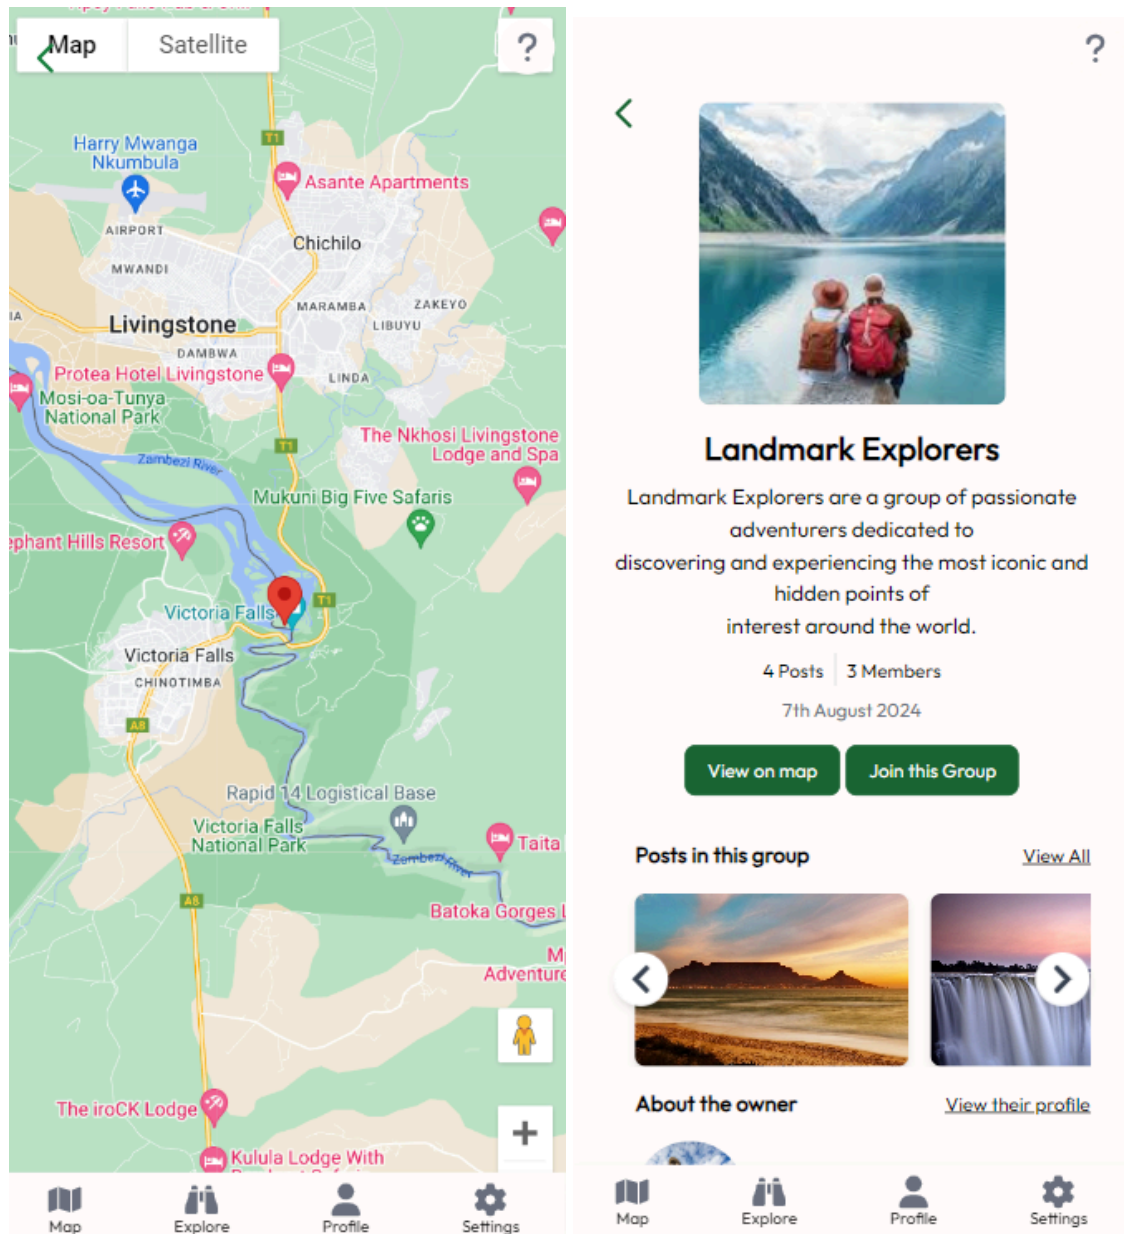 Map
Satellite
?
Harry Mwanga
Nkumbula
T1
Asante Apartments
AIRPORT
Chichilo
MWANDI
MARAMBA
ZAKEYO
Livingstone
LIBUYU
DAMBWA
Protea Hotel Livingstone
LINDA
Mosi-oa-Tunya
National Park
The Nkhosi Livingstone
Lodge and Spa
T1
Zambezi River
Mukuni Big Five Safaris
ephant Hills Resort
T1
Victoria Falls
Victoria Falls
CHINOTIMBA
A8
Rapid 14 Logistical Base
Victoria Falls
National Park
Taita
Zambezi River
A8
Batoka Gorges L
Adventure
The iroCK Lodge
+
Kulula Lodge With
Map
Explore
Profile
Settings
?
Landmark Explorers
Landmark Explorers are a group of passionate
adventurers dedicated to
discovering and experiencing the most iconic and
hidden points of
interest around the world.
4 Posts
3 Members
7th August 2024
View on map
Join this Group
Posts in this group
View All
About the owner
View their profile
Map
Explore
Profile
Settings